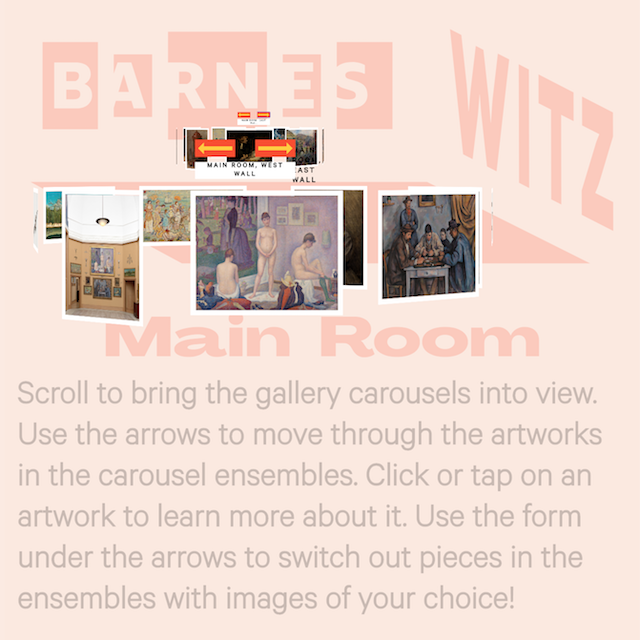 BARNES
WITZ
MAIN ROOM, WEST
WALL
EAST
WALL
Main Room
Scroll to bring the gallery carousels into view.
Use the arrows to move through the artworks
in the carousel ensembles. Click or tap on an
artwork to learn more about it. Use the form
under the arrows to switch out pieces in the
ensembles with images of your choice!